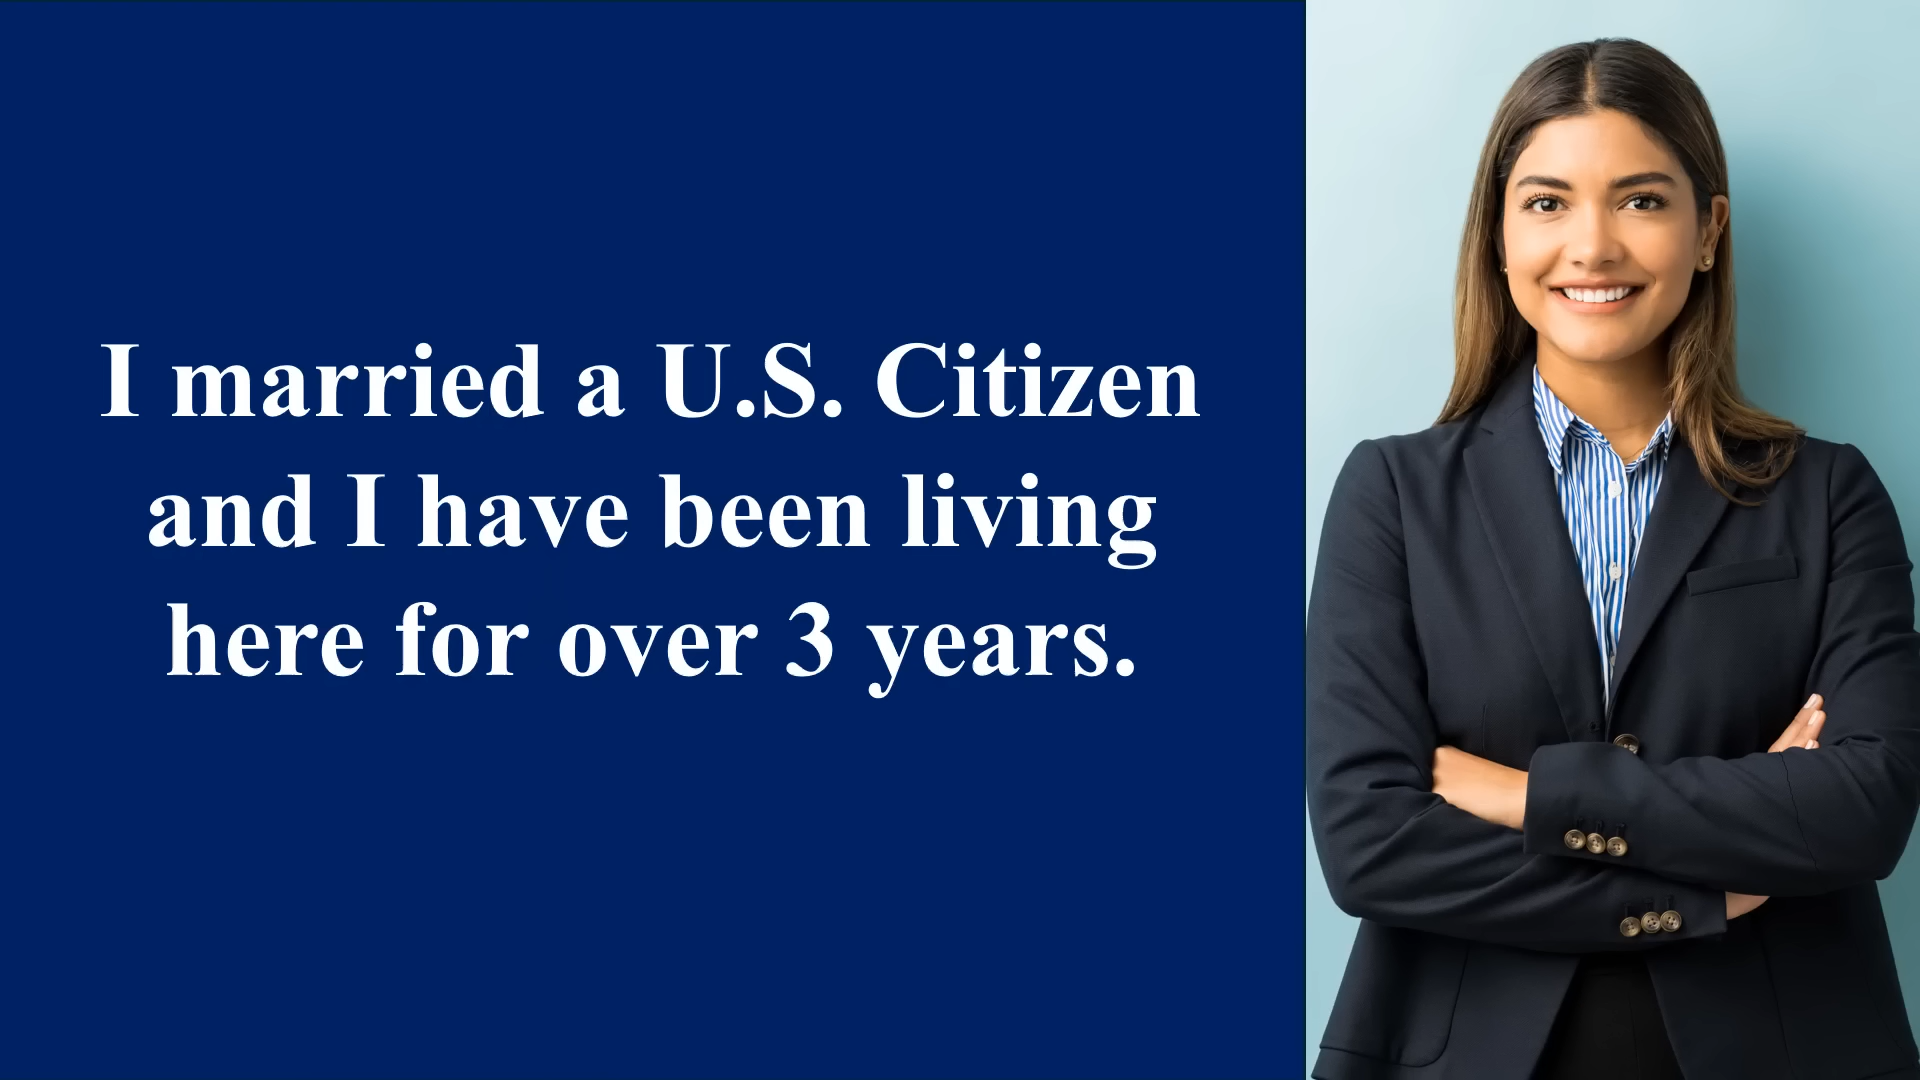 I married a U.S. Citizen
and I have been living
here for over 3 years.